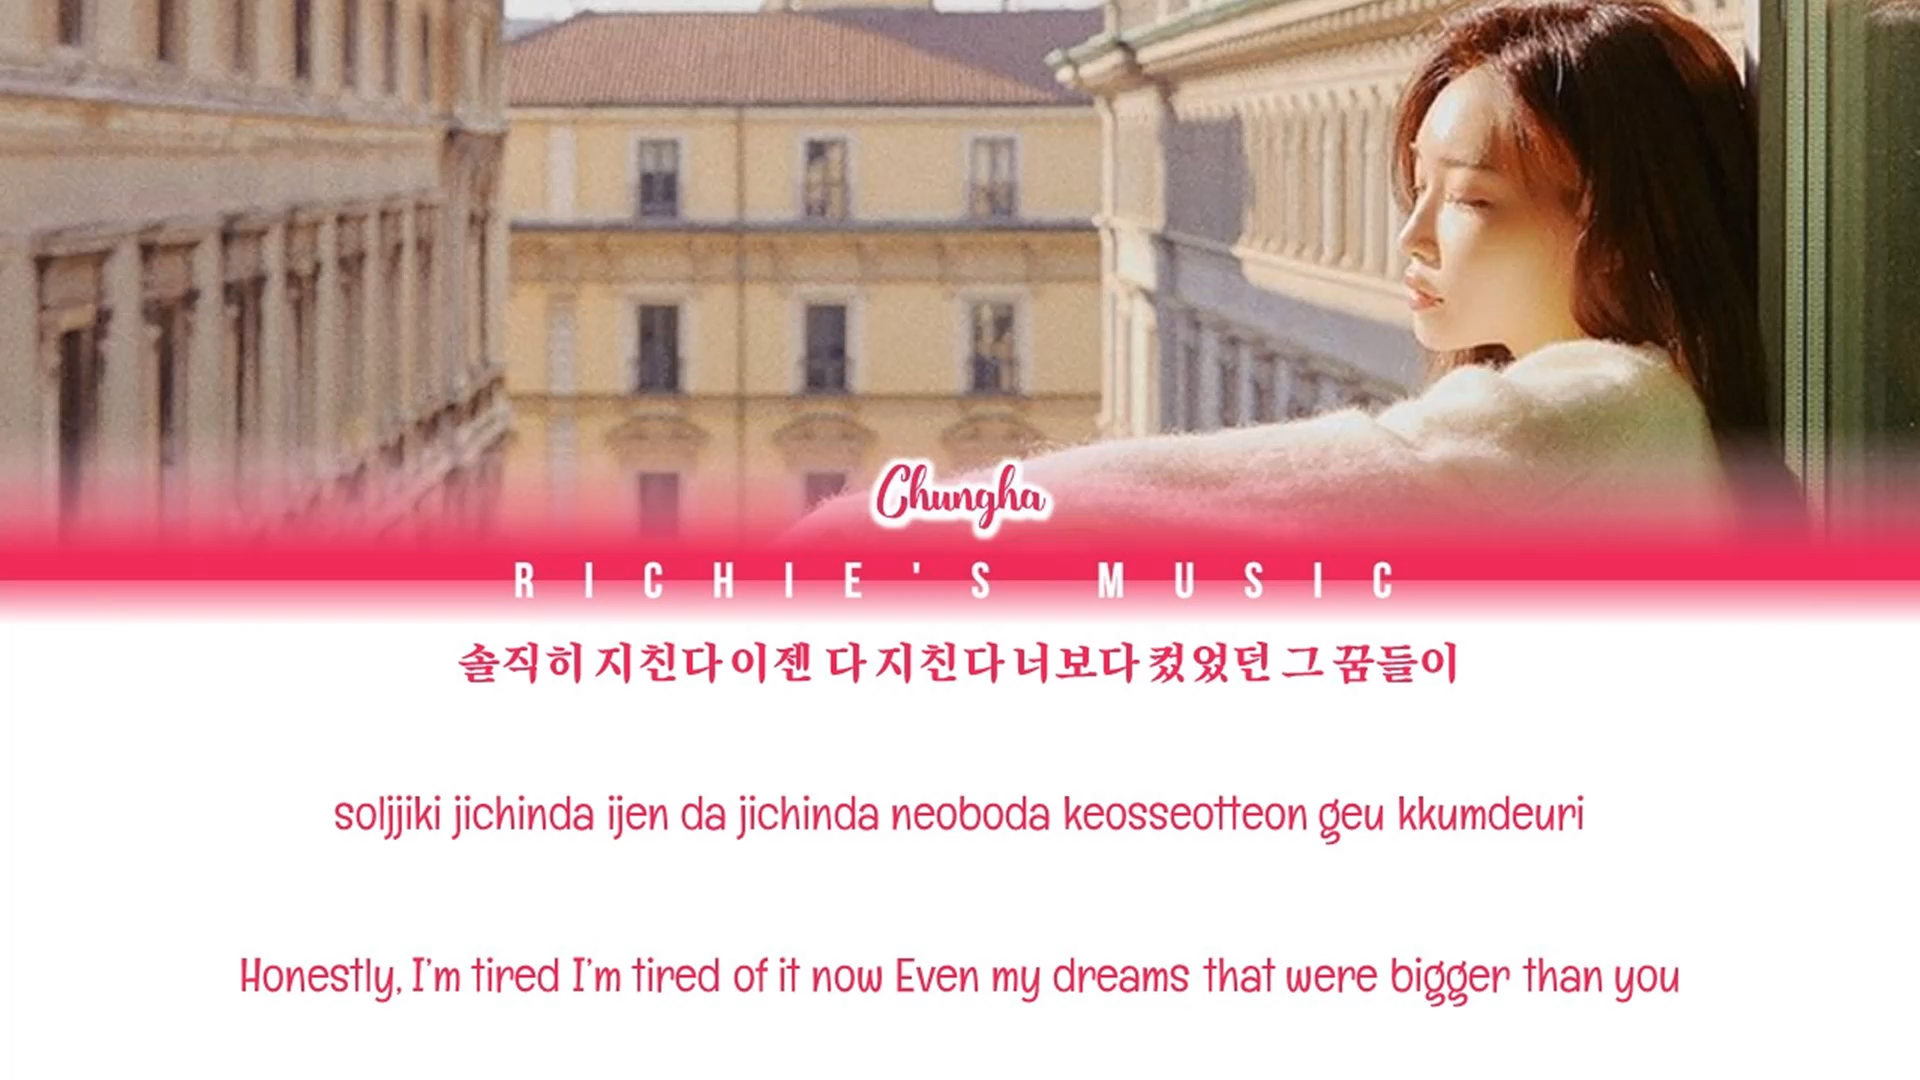 Chungha
RICHIE'S MUSIC
솔직히 지친다 이젠 다 지친다 너보다 컸었던 그 꿈들이
soljjiki jichinda ijen da jichinda neoboda keosseotteon geu kkumdeuri
Honestly, I'm tired I'm tired of it now Even my dreams that were bigger than you